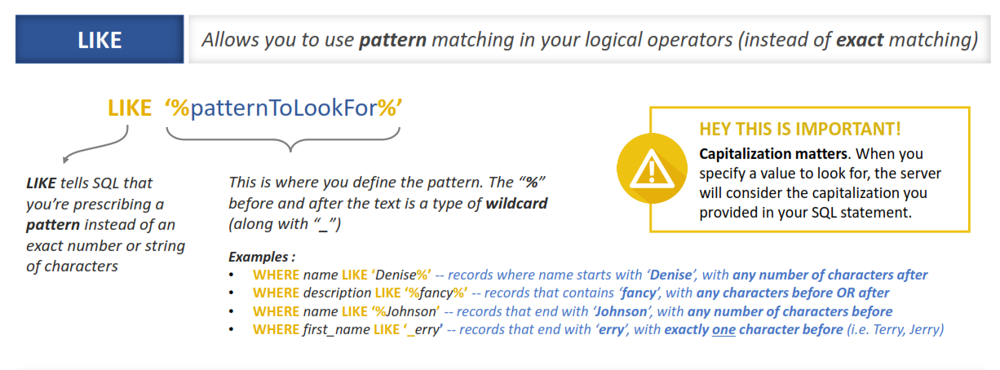 LIKE
Allows you to use pattern matching in your logical operators (instead of exact matching)
LIKE ‘%patternToLookFor%’
LIKE tells SQL that
you’re prescribing a
pattern instead of an
exact number or string
of characters
This is where you define the pattern. The “%”
before and after the text is a type of wildcard
(along with “_”)
HEY THIS IS IMPORTANT!
Capitalization matters. When you
specify a value to look for, the server
will consider the capitalization you
provided in your SQL statement.
Examples :
• WHERE name LIKE ‘Denise%’ -- records where name starts with ‘Denise’, with any number of characters after
• WHERE description LIKE ‘%fancy%’ -- records that contains ‘fancy’, with any characters before OR after
• WHERE name LIKE ‘%Johnson’ -- records that end with ‘Johnson’, with any number of characters before
• WHERE first_name LIKE ‘_erry’ -- records that end with ‘erry’, with exactly one character before (i.e. Terry, Jerry)